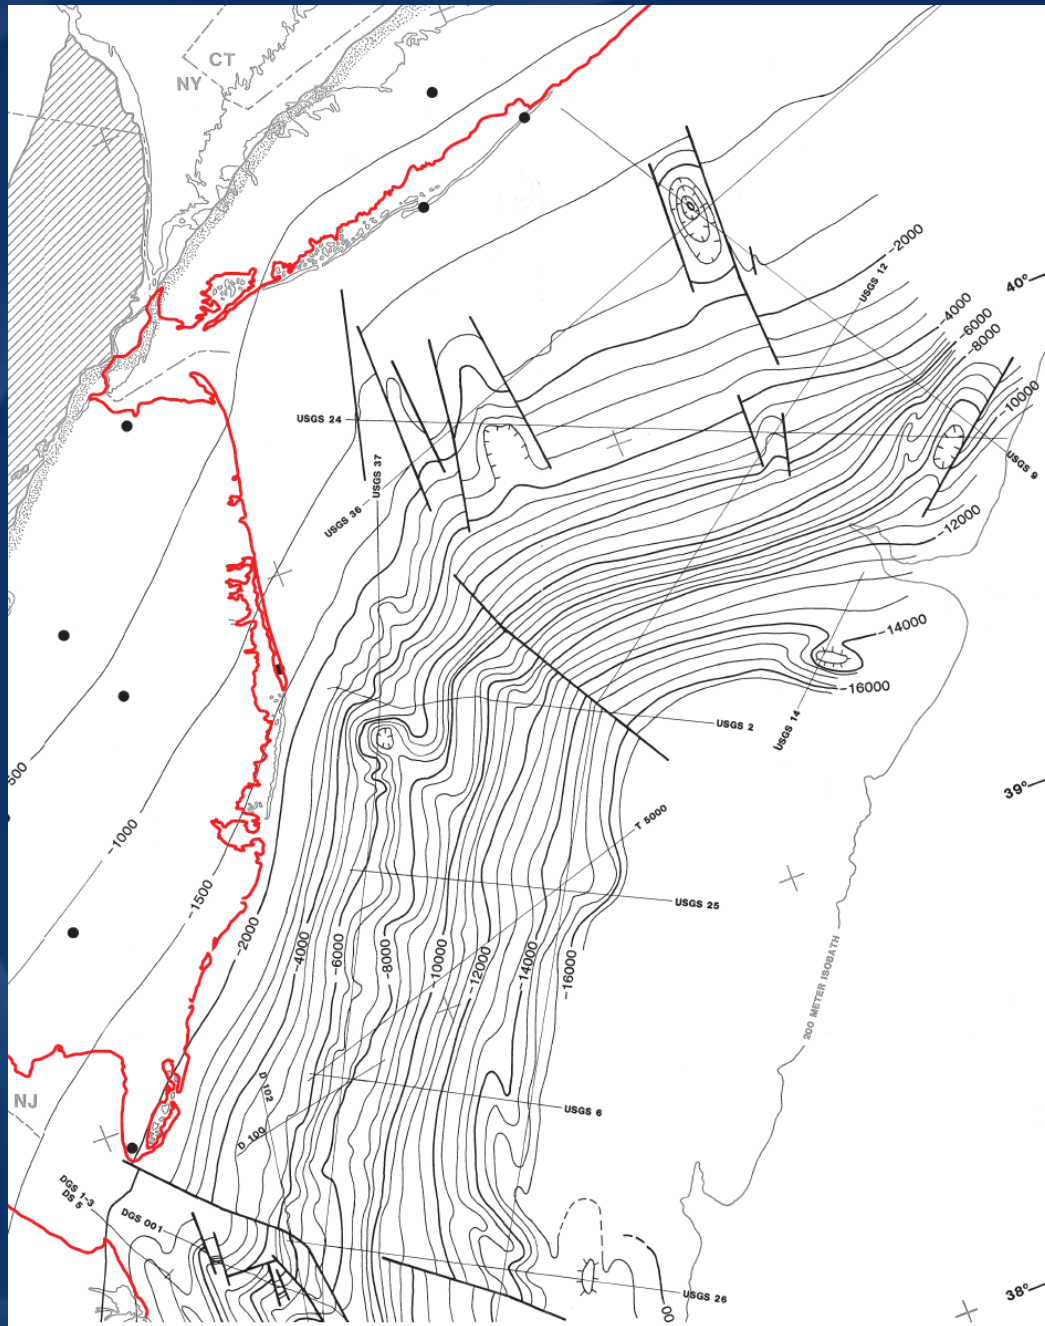 CT
NY
-2000
USGS 12
40°
-4000
-6000
-8000
-10000
USGS 24
USGS 37
USGS 36
USGS 9
-12000
-14000
-16000
USGS 2
USGS 14
500
-1000
39°
T 5000
-1500
USGS 25
-2000
-4000
-6000
-8000
-10000
-12000
-14000
-16000
200 METER ISOBATH
D 102
NJ
USGS 6
D 100
DGS 1-3
DS 5
DGS 001
USGS 26
38°